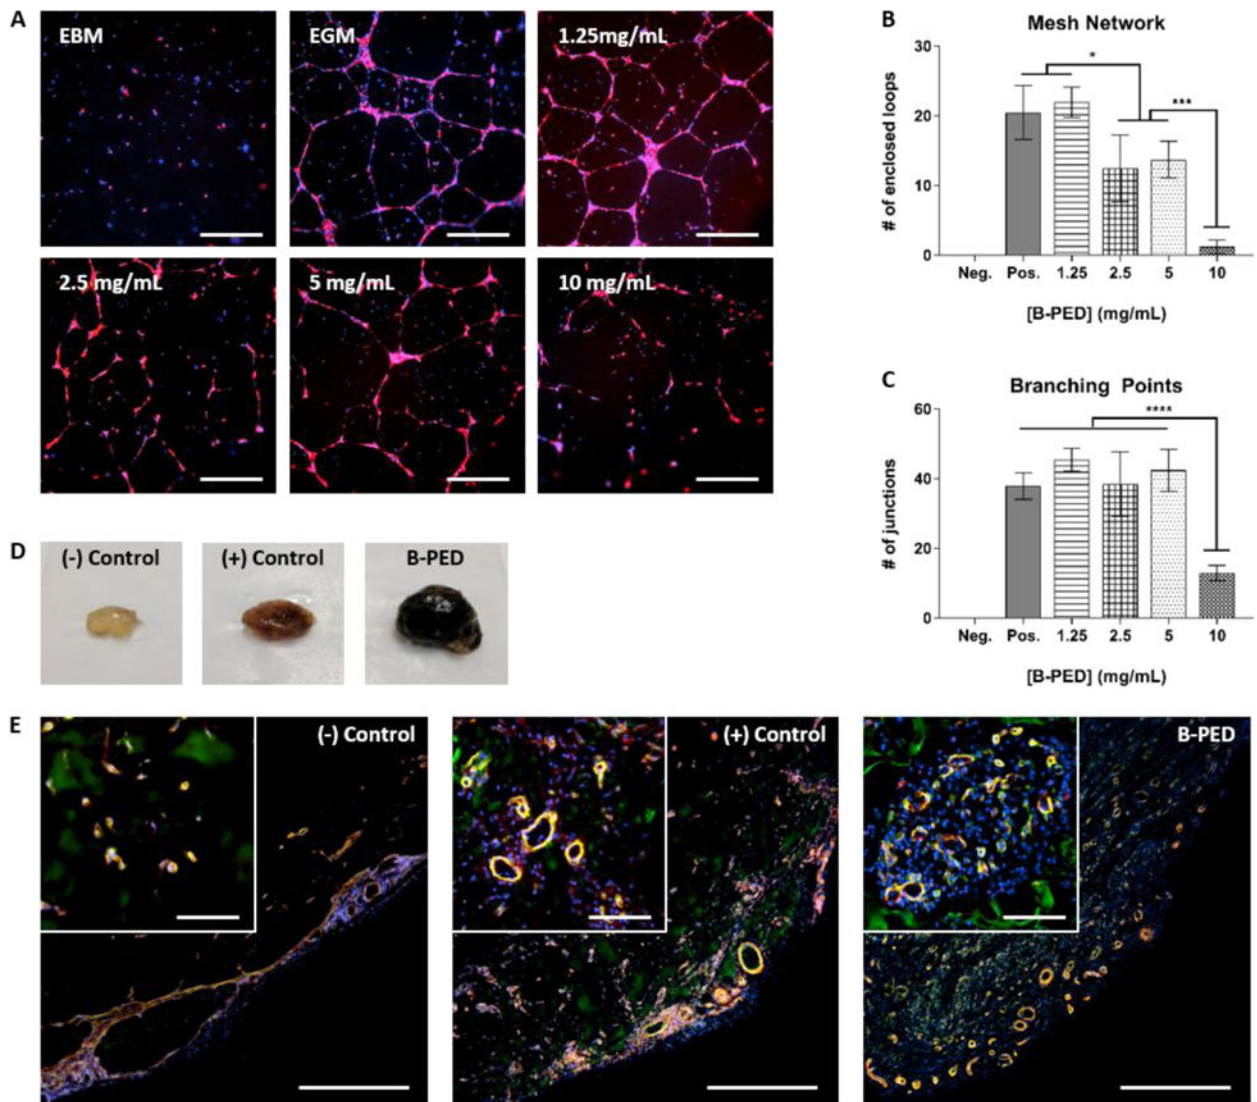 A
EBM
EGM
1.25mg/mL
2.5 mg/mL
5 mg/mL
10 mg/mL
B
Mesh Network
# of enclosed loops
30
20
10
0
*
***
Neg. Pos. 1.25 2.5 5 10
[B-PED] (mg/mL)
C
Branching Points
# of junctions
60
40
20
0
****
Neg. Pos. 1.25 2.5 5 10
[B-PED] (mg/mL)
D
(-) Control
(+) Control
B-PED
E
(-) Control
(+) Control
B-PED